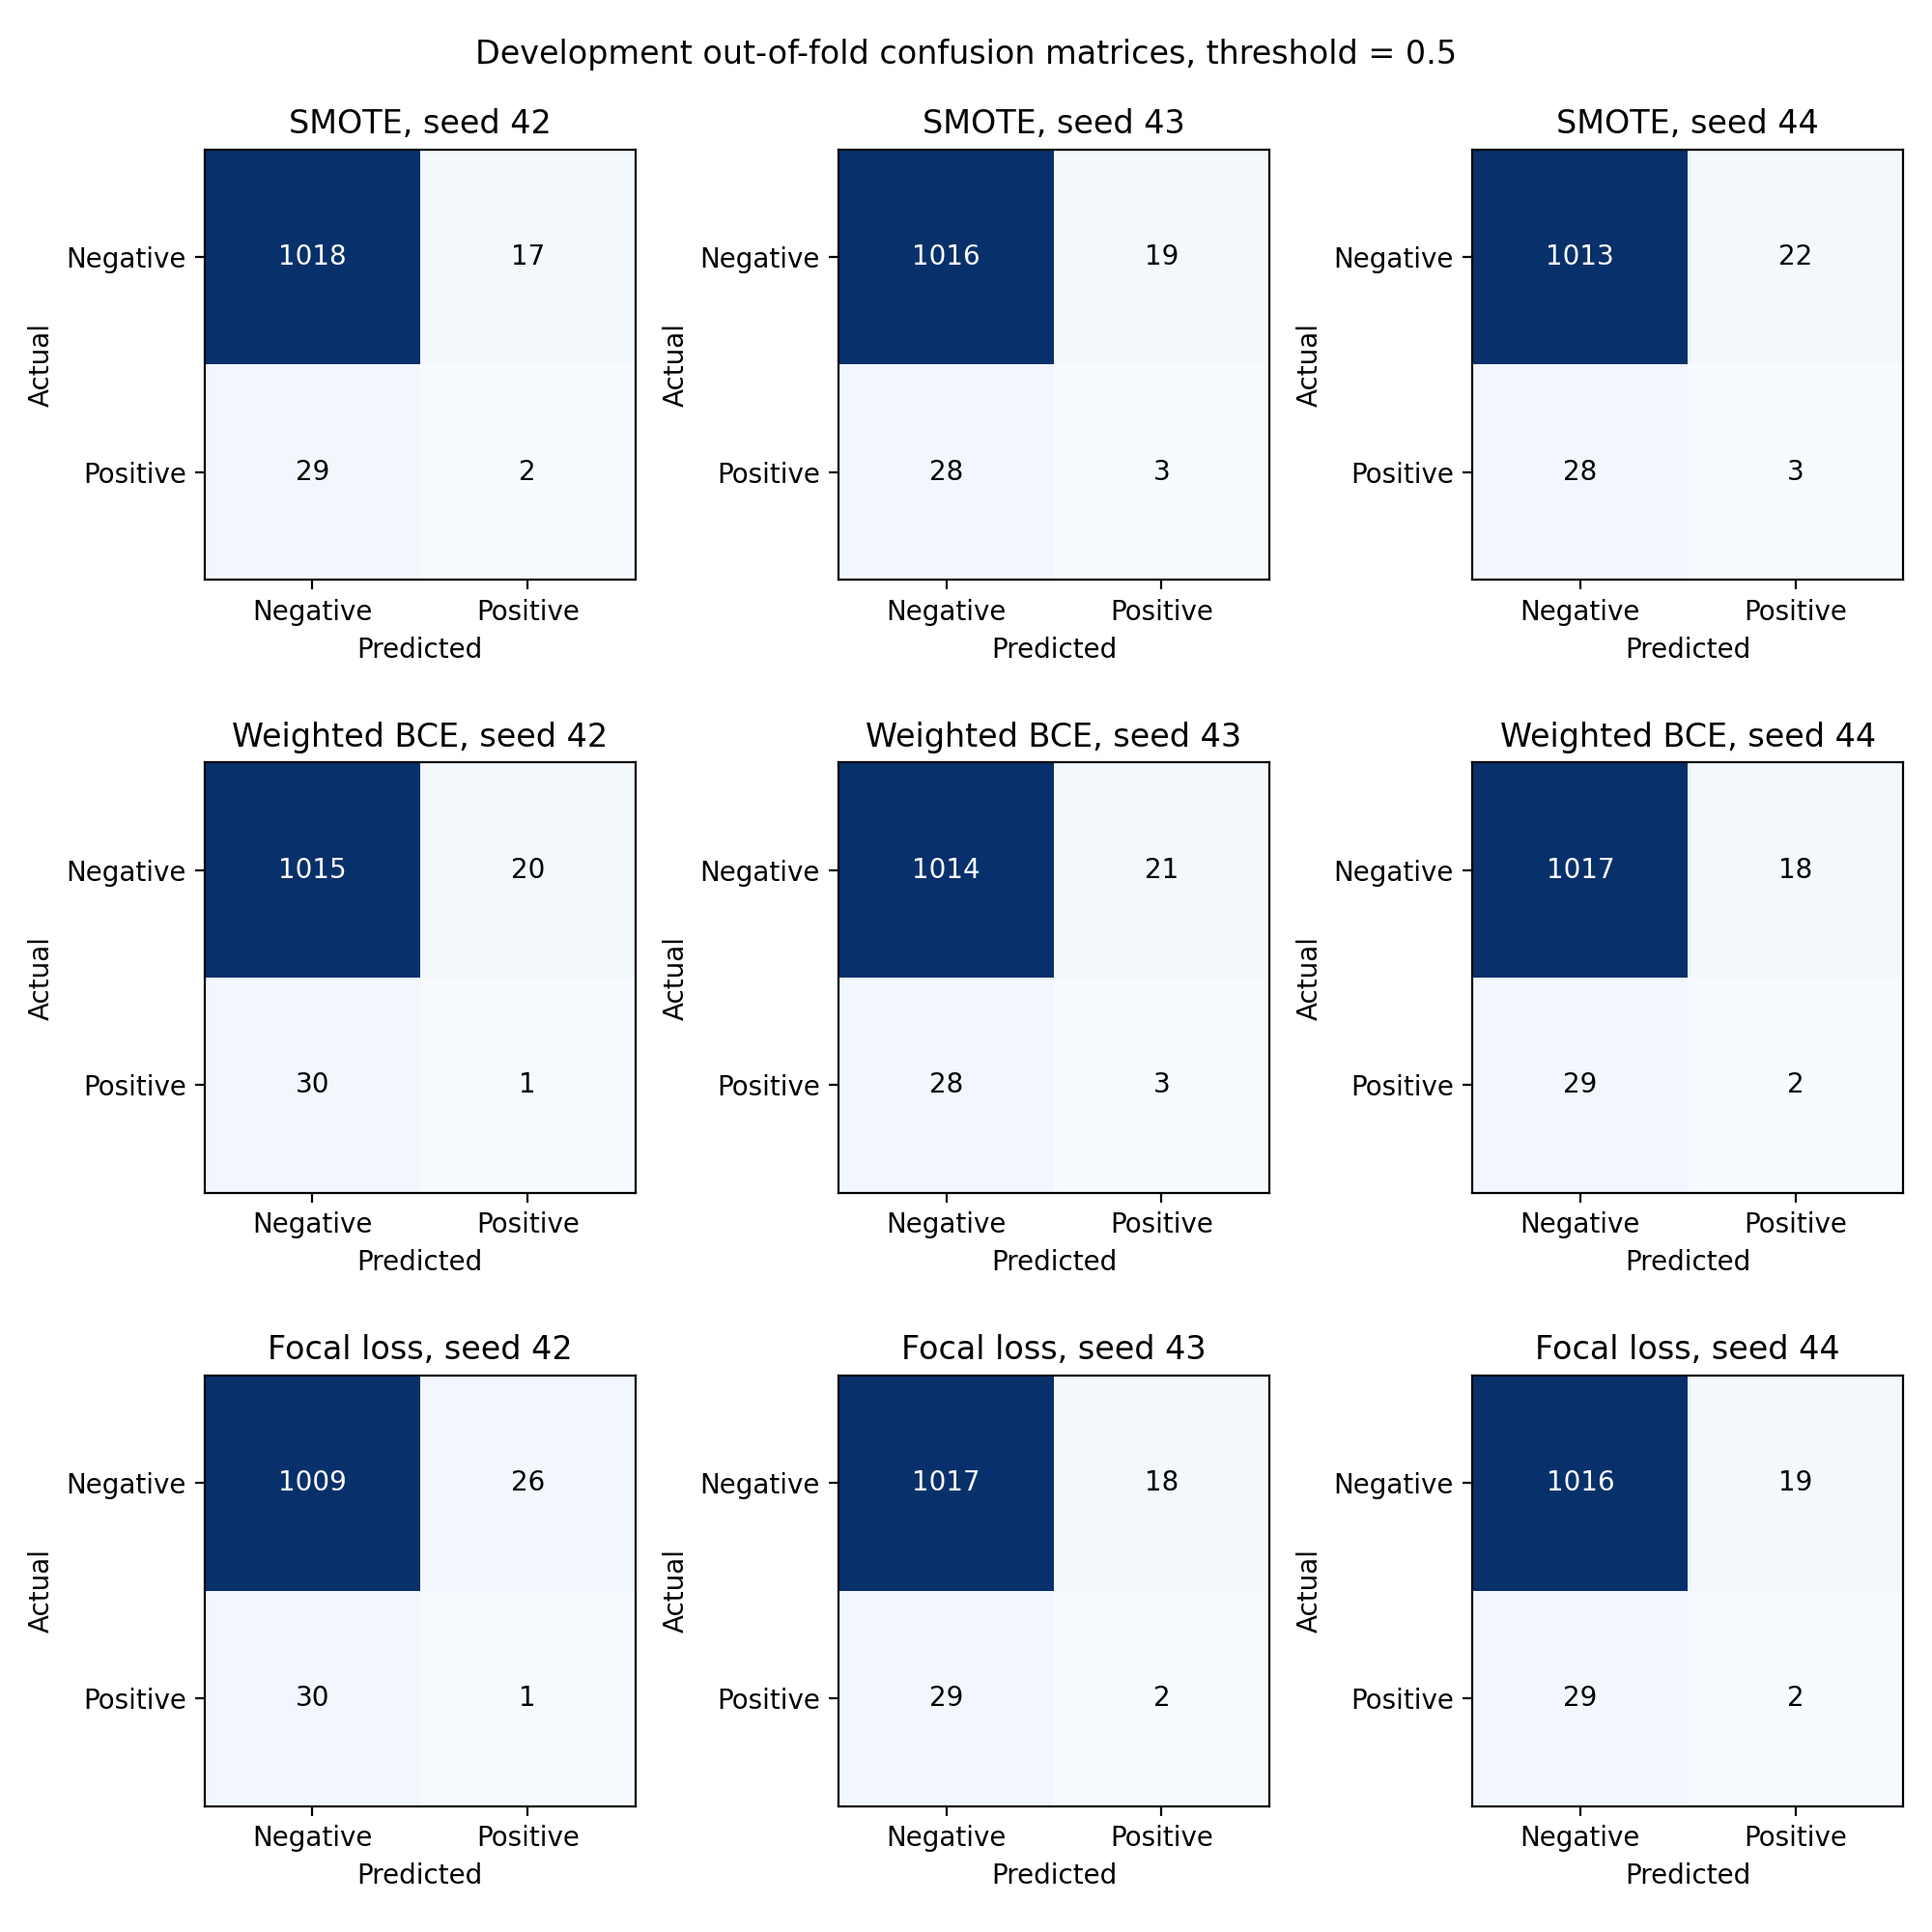 Development out-of-fold confusion matrices, threshold = 0.5
SMOTE, seed 42
Actual
Negative
1018
17
Positive
29
2
Negative
Positive
Predicted
SMOTE, seed 43
Actual
Negative
1016
19
Positive
28
3
Negative
Positive
Predicted
SMOTE, seed 44
Actual
Negative
1013
22
Positive
28
3
Negative
Positive
Predicted
Weighted BCE, seed 42
Actual
Negative
1015
20
Positive
30
1
Negative
Positive
Predicted
Weighted BCE, seed 43
Actual
Negative
1014
21
Positive
28
3
Negative
Positive
Predicted
Weighted BCE, seed 44
Actual
Negative
1017
18
Positive
29
2
Negative
Positive
Predicted
Focal loss, seed 42
Actual
Negative
1009
26
Positive
30
1
Negative
Positive
Predicted
Focal loss, seed 43
Actual
Negative
1017
18
Positive
29
2
Negative
Positive
Predicted
Focal loss, seed 44
Actual
Negative
1016
19
Positive
29
2
Negative
Positive
Predicted